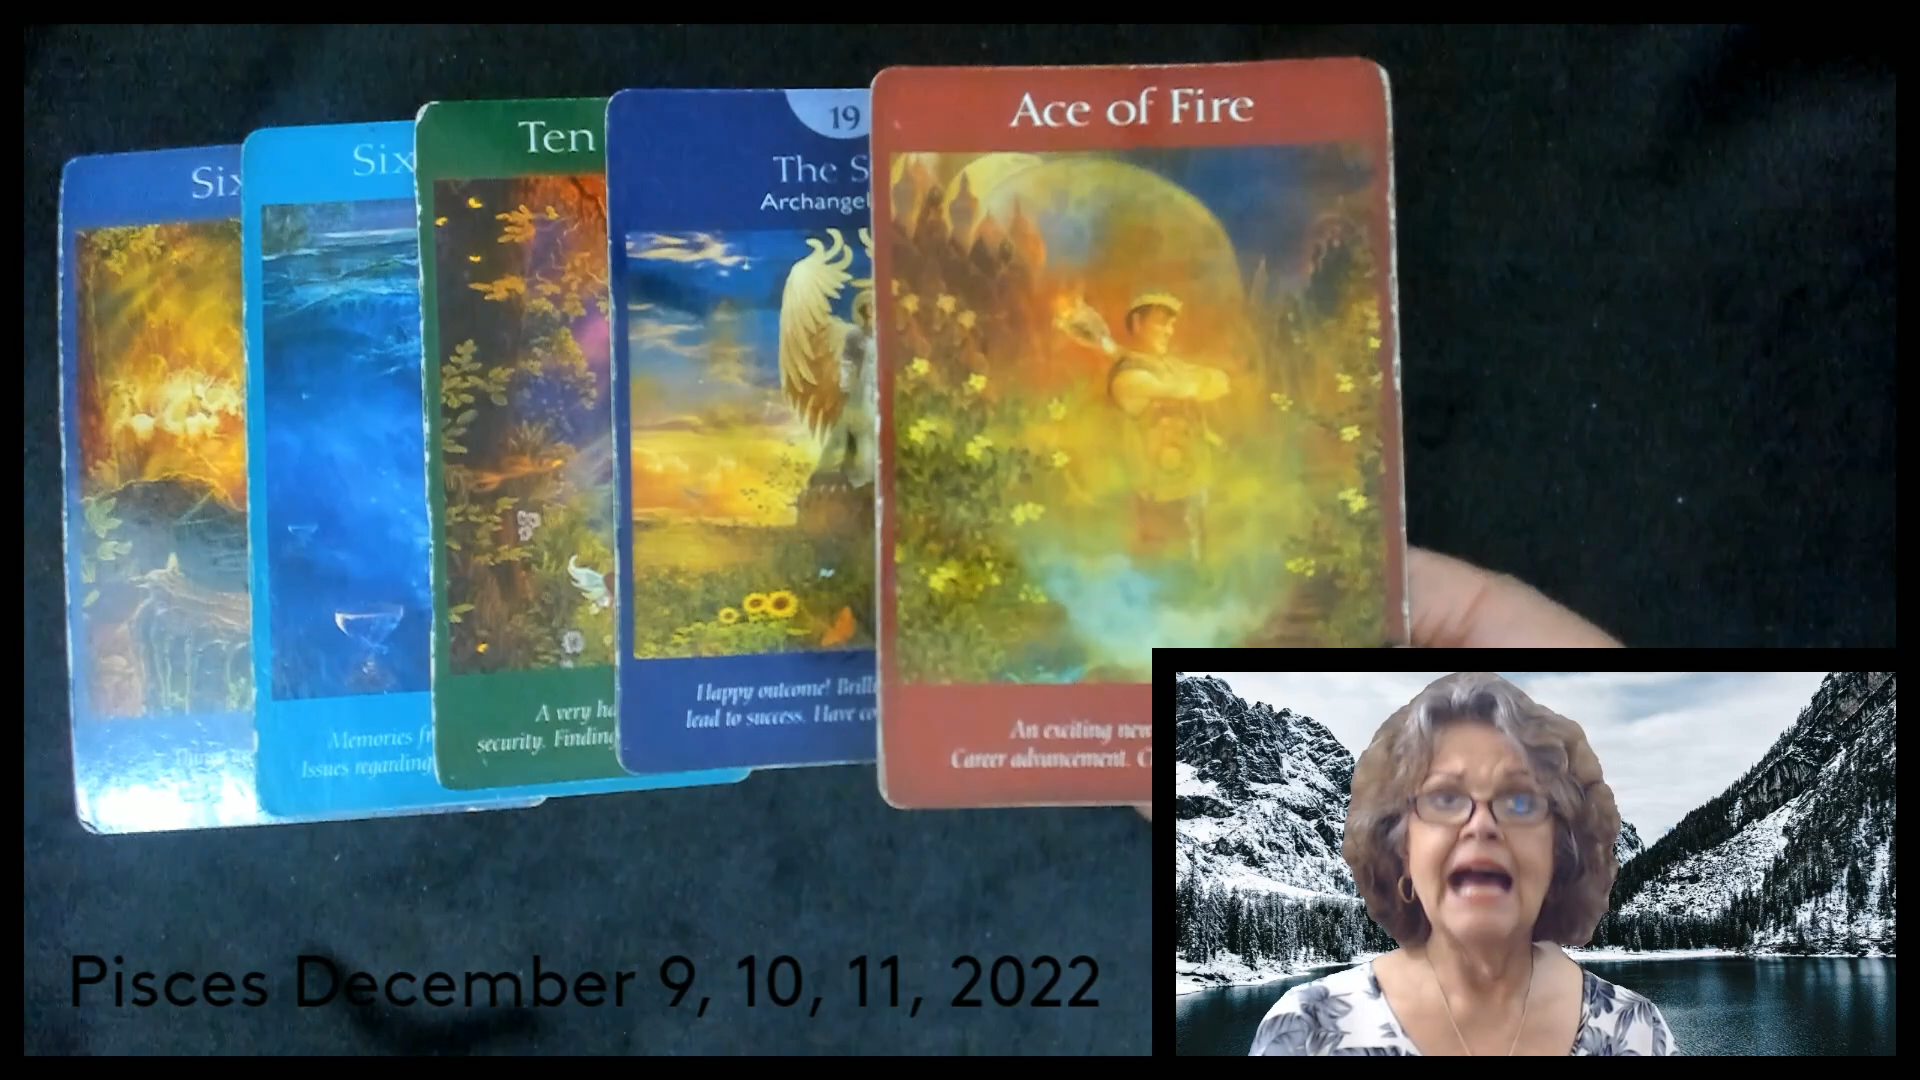 Six
Six
Ten
19
The S
Archangel
Ace of Fire
Memories fr
Issues regarding
A very ha
security. Finding
Happy outcome! Brill
lead to success. Have co
An exciting new
Career advancement. C
Pisces December 9, 10, 11, 2022